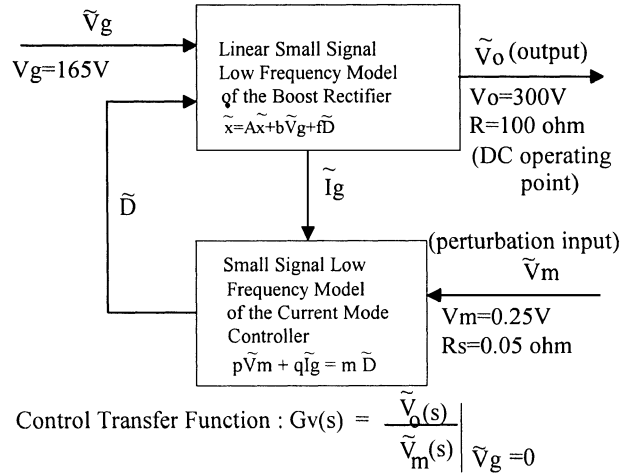 Ṽg
Vg=165V
Linear Small Signal
Low Frequency Model
of the Boost Rectifier
x̃̇=Ax̃+bṼg+fD̃
Ṽo (output)
Vo=300V
R=100 ohm
(DC operating
point)
D̃
Ĩg
(perturbation input)
Ṽm
Small Signal Low
Frequency Model
of the Current Mode
Controller
pṼm + qĨg = m D̃
Vm=0.25V
Rs=0.05 ohm
Control Transfer Function : Gv(s) = Ṽo(s)
Ṽm(s) | Ṽg =0